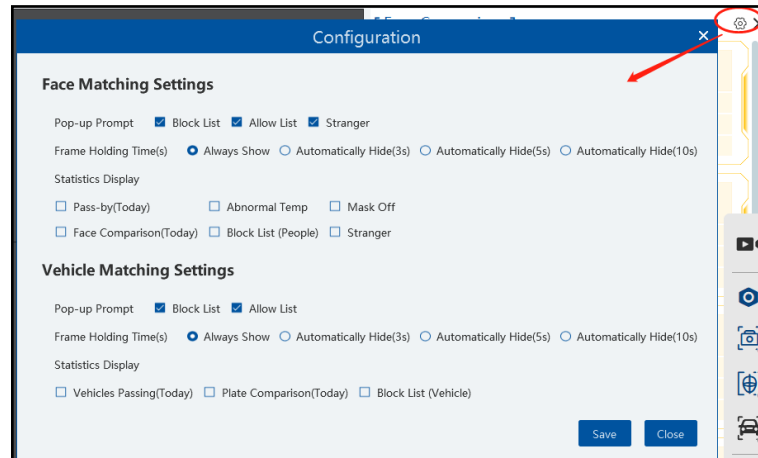 Configuration
Face Matching Settings
Pop-up Prompt Block List Allow List Stranger
Frame Holding Time(s) Always Show Automatically Hide(3s) Automatically Hide(5s) Automatically Hide(10s)
Statistics Display
Pass-by(Today) Abnormal Temp Mask Off
Face Comparison(Today) Block List (People) Stranger
Vehicle Matching Settings
Pop-up Prompt Block List Allow List
Frame Holding Time(s) Always Show Automatically Hide(3s) Automatically Hide(5s) Automatically Hide(10s)
Statistics Display
Vehicles Passing(Today) Plate Comparison(Today) Block List (Vehicle)
Save Close